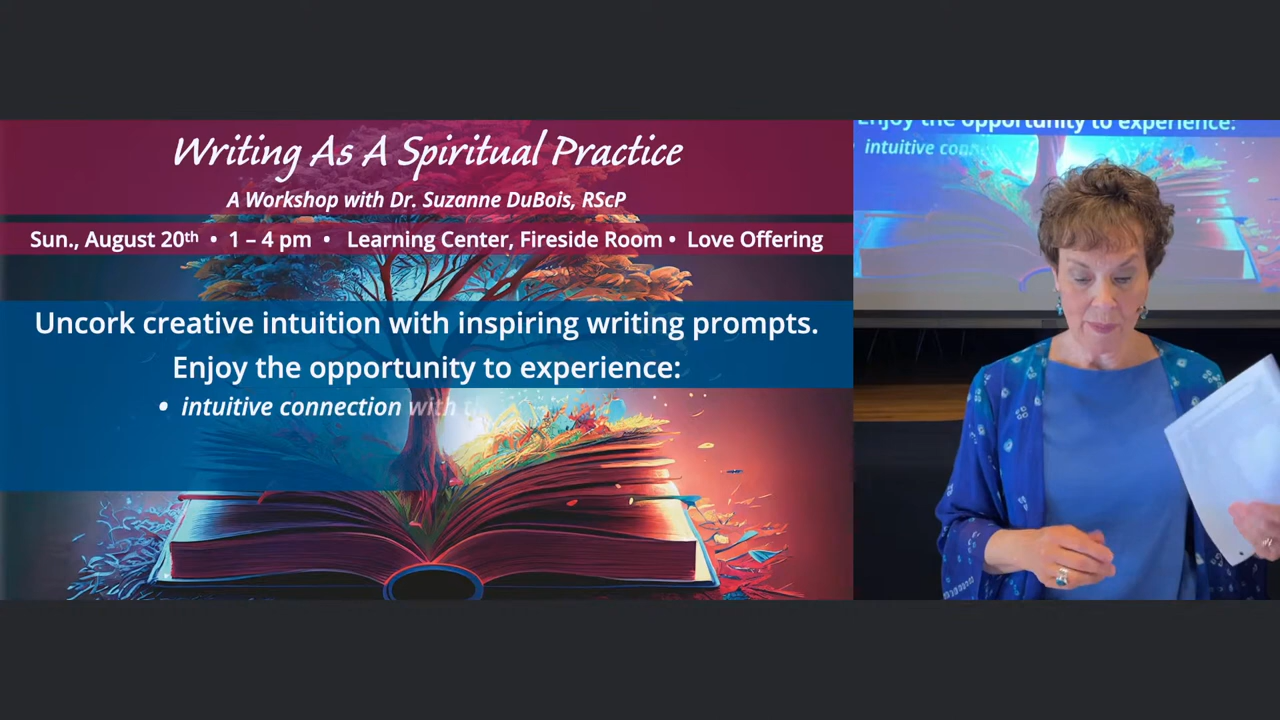 Writing As A Spiritual Practice
A Workshop with Dr. Suzanne DuBois, RScP
Sun., August 20th • 1 – 4 pm • Learning Center, Fireside Room • Love Offering
Uncork creative intuition with inspiring writing prompts.
Enjoy the opportunity to experience:
• intuitive connection with
Enjoy the opportunity to experience:
intuitive